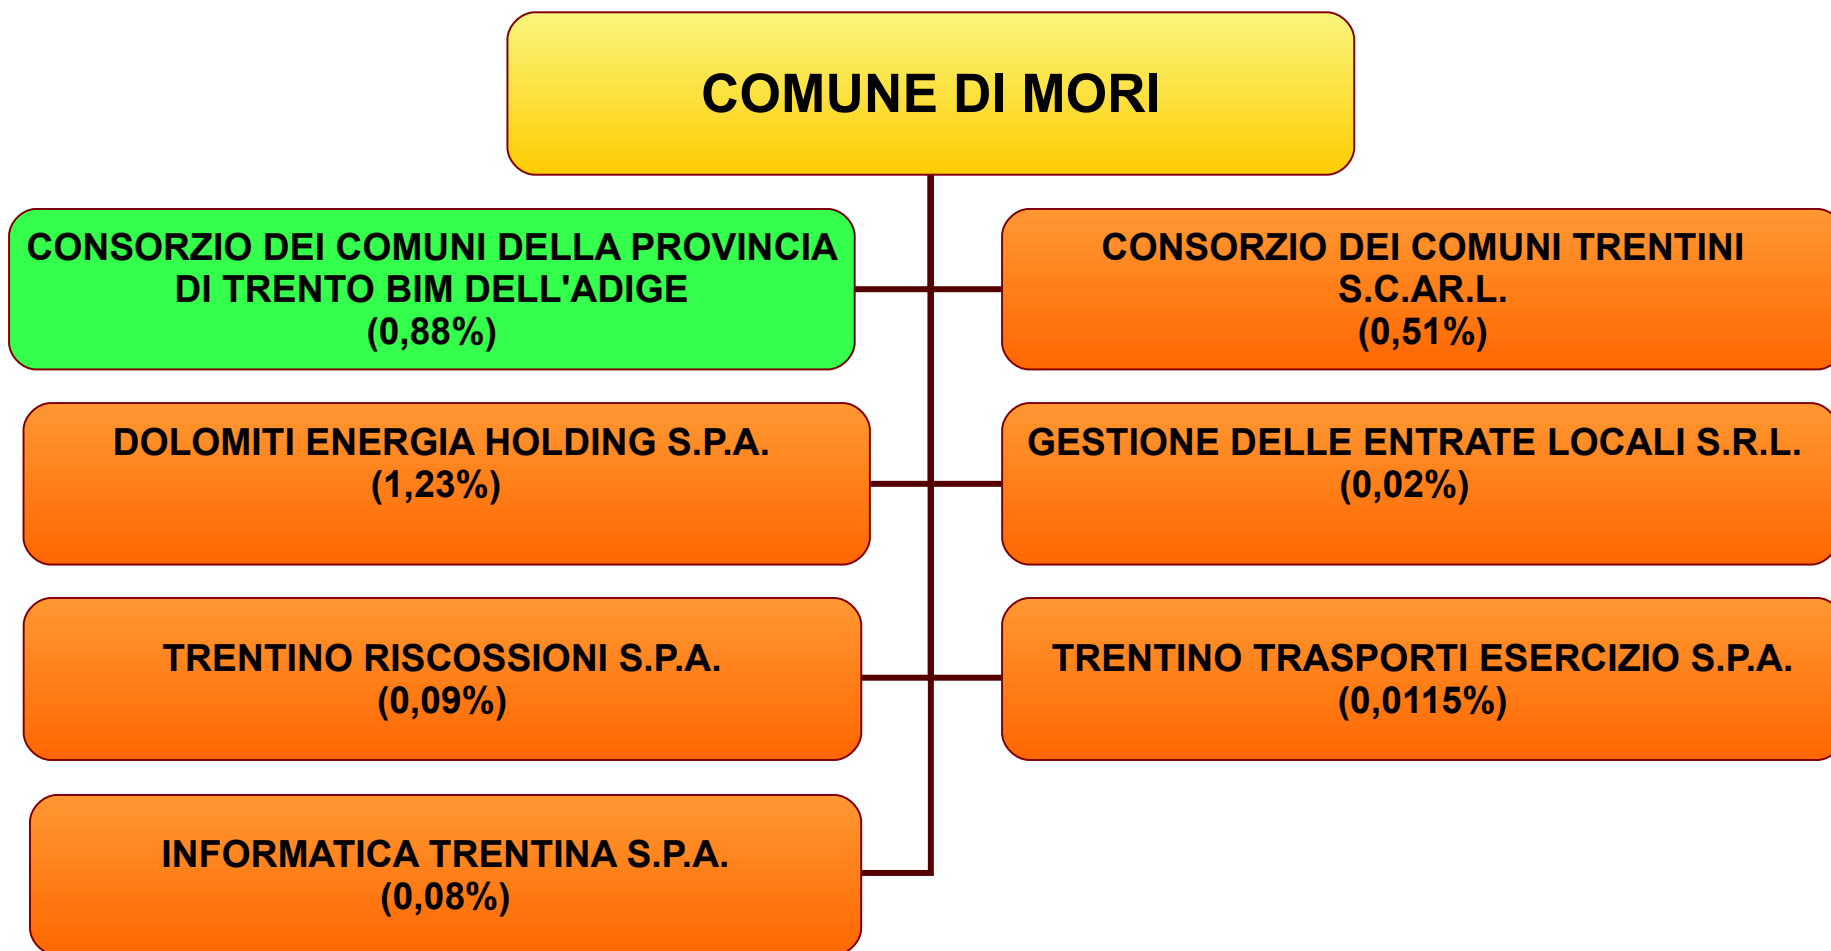 COMUNE DI MORI
CONSORZIO DEI COMUNI DELLA PROVINCIA
DI TRENTO BIM DELL'ADIGE
(0,88%)
CONSORZIO DEI COMUNI TRENTINI
S.C.AR.L.
(0,51%)
DOLOMITI ENERGIA HOLDING S.P.A.
(1,23%)
GESTIONE DELLE ENTRATE LOCALI S.R.L.
(0,02%)
TRENTINO RISCOSSIONI S.P.A.
(0,09%)
TRENTINO TRASPORTI ESERCIZIO S.P.A.
(0,0115%)
INFORMATICA TRENTINA S.P.A.
(0,08%)